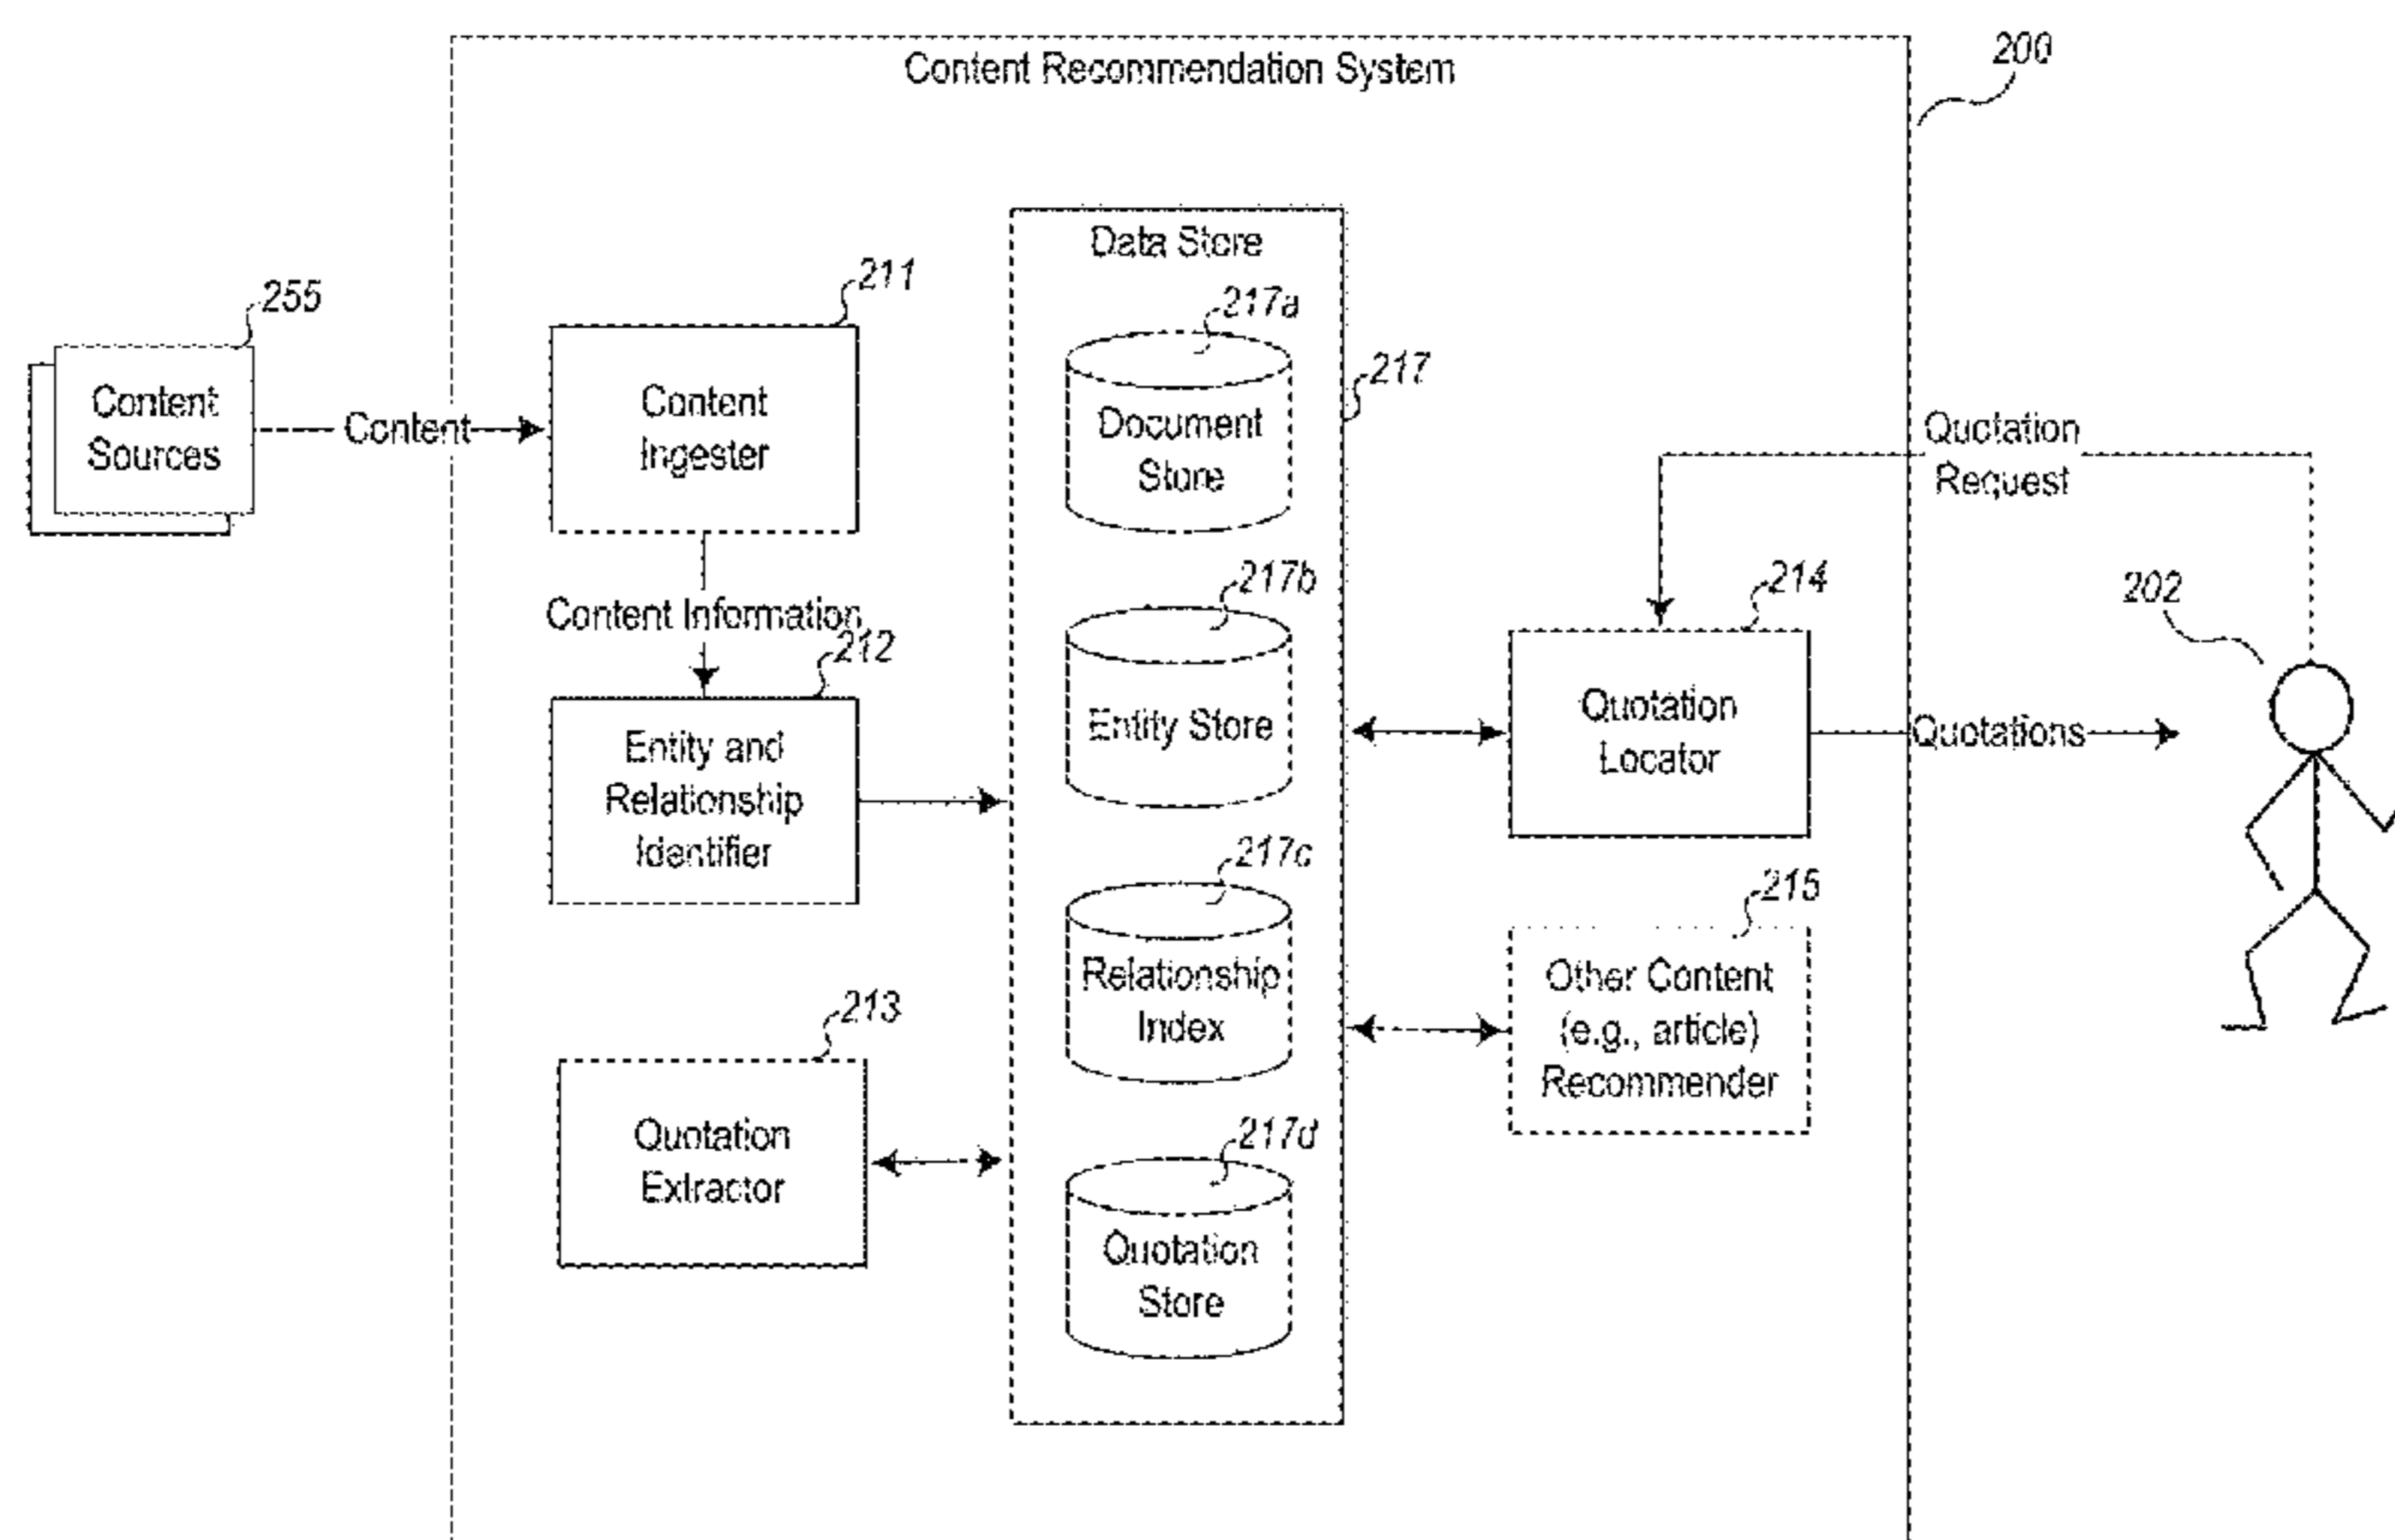 Content Recommendation System
200
255
Content
Sources
Content
211
Content
Ingester
Content Information
212
Entity and
Relationship
Identifier
213
Quotation
Extractor
Data Store
217
217a
Document
Store
217b
Entity Store
217c
Relationship
Index
217d
Quotation
Store
Quotation
Request
214
Quotation
Locator
Quotations
202
215
Other Content
(e.g., article)
Recommender